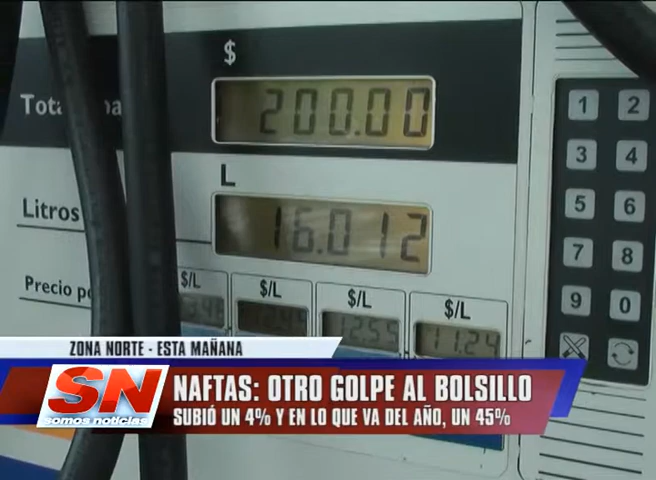 $
Total
200.00
L
Litros
16.012
Precio
$/L $/L $/L $/L
12.55 11.24
1 2
3 4
5 6
7 8
9 0
ZONA NORTE - ESTA MAÑANA
SN
somos noticias
NAFTAS: OTRO GOLPE AL BOLSILLO
SUBIÓ UN 4% Y EN LO QUE VA DEL AÑO, UN 45%